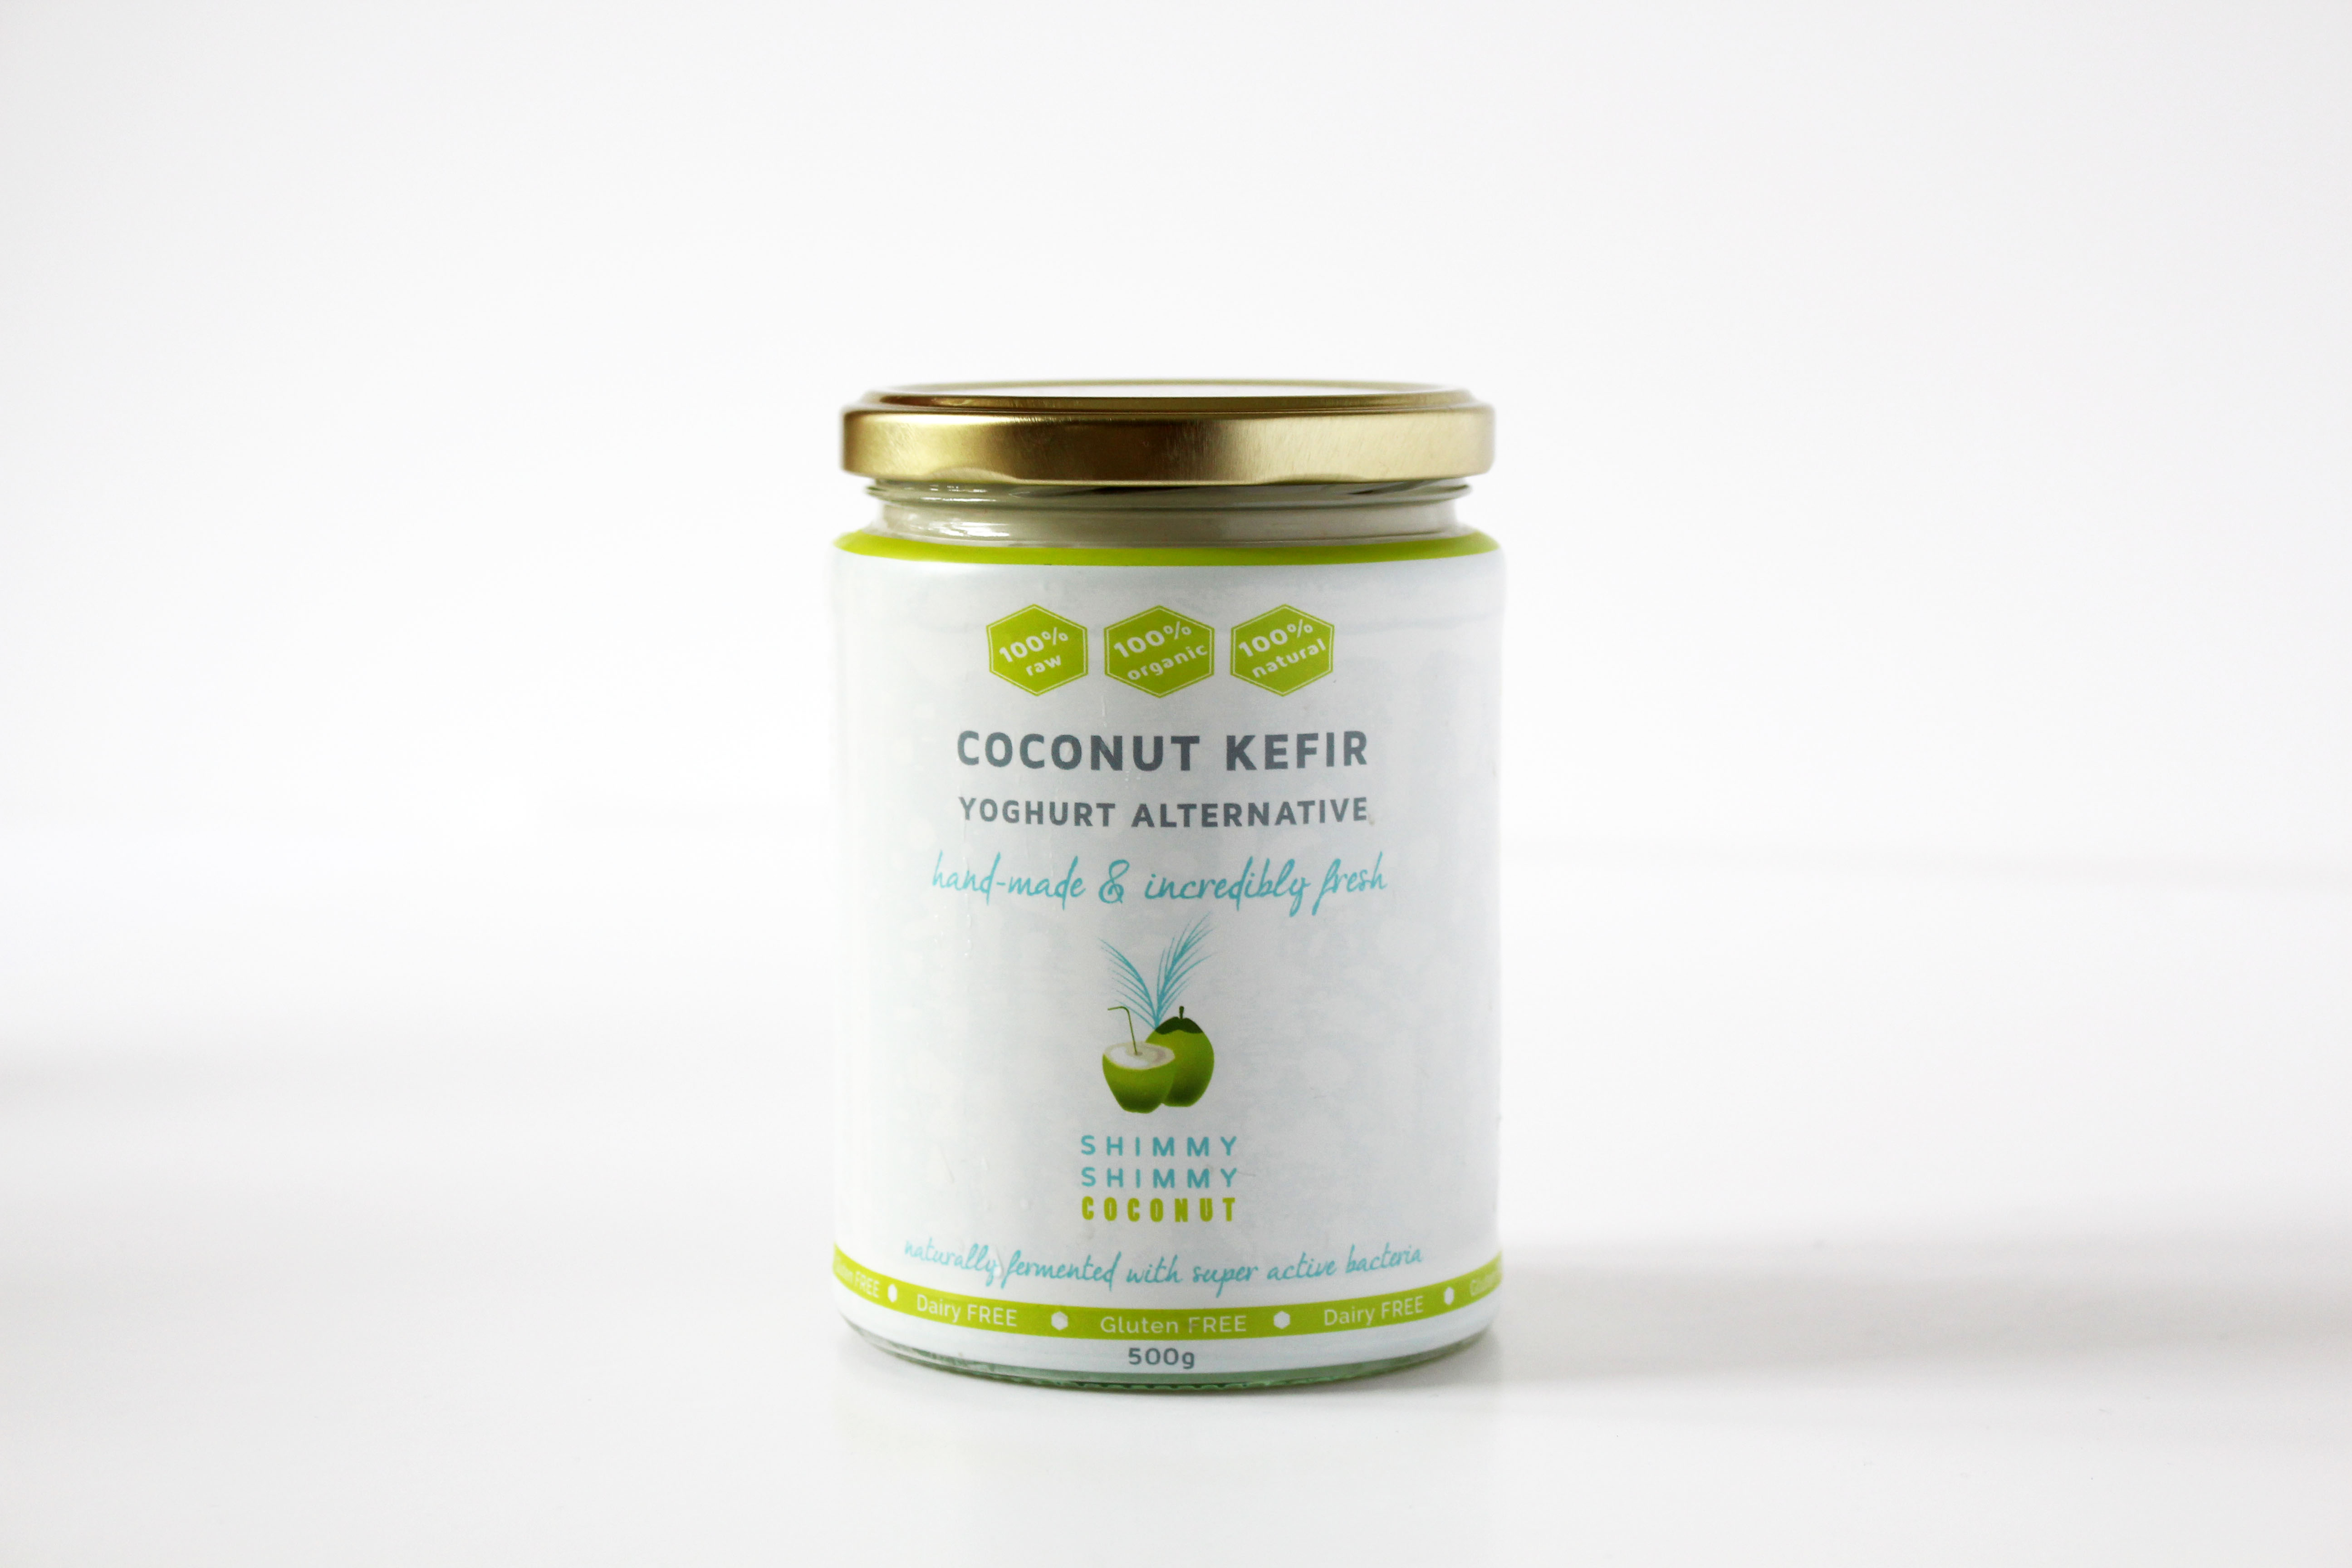 100% raw
100% organic
100% natural
COCONUT KEFIR
YOGHURT ALTERNATIVE
hand-made & incredibly fresh
SHIMMY
SHIMMY
COCONUT
naturally fermented with super active bacteria
FREE Dairy FREE Gluten FREE Dairy FREE
500g